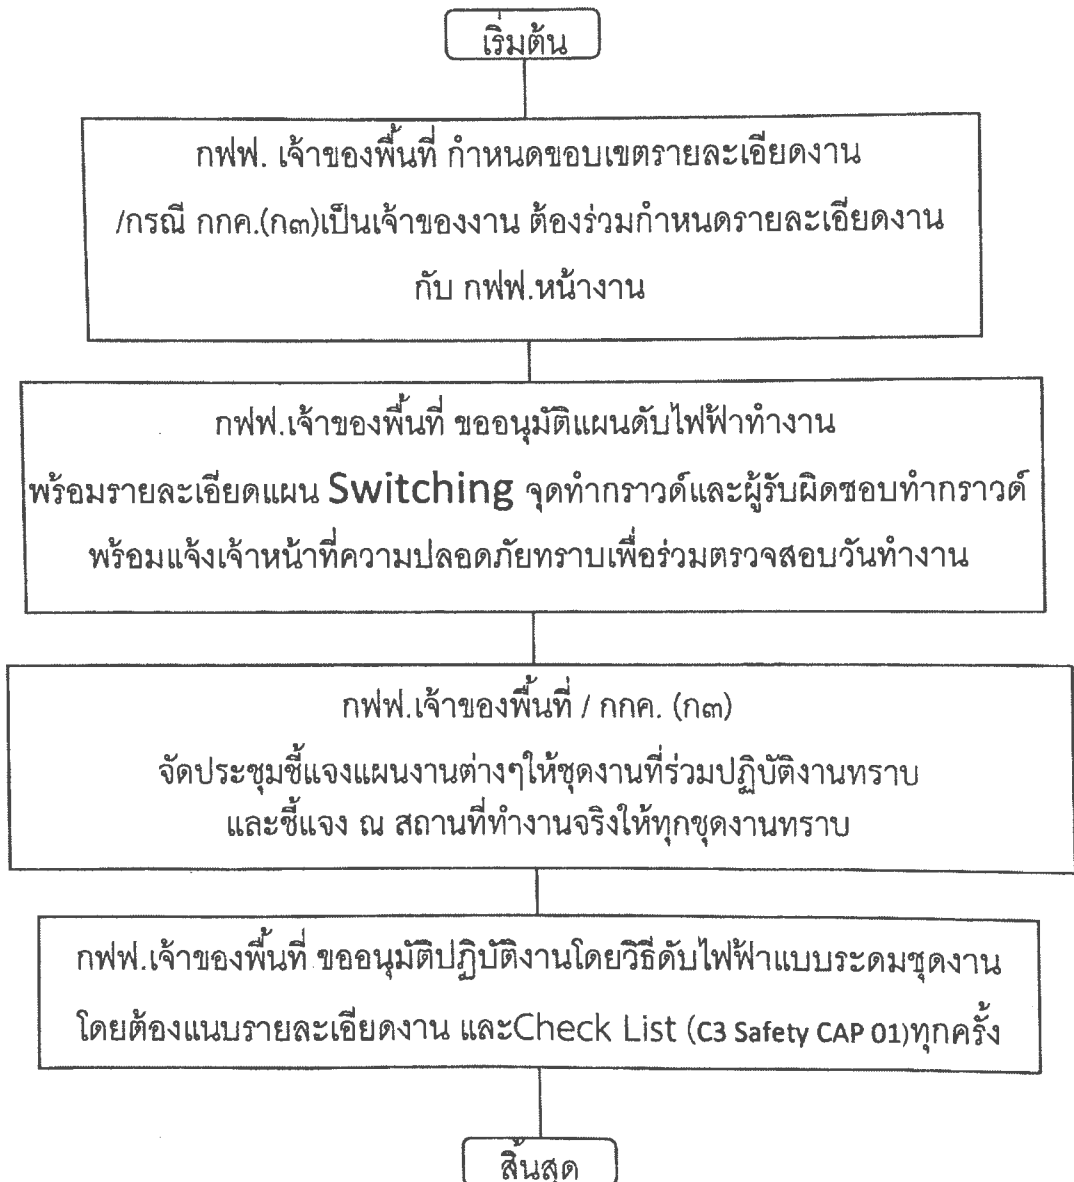 เริ่มต้น
กฟฟ. เจ้าของพื้นที่ กำหนดขอบเขตรายละเอียดงาน
/กรณี กกค.(ก๓)เป็นเจ้าของงาน ต้องร่วมกำหนดรายละเอียดงาน
กับ กฟฟ.หน้างาน
กฟฟ.เจ้าของพื้นที่ ขออนุมัติแผนดับไฟฟ้าทำงาน
พร้อมรายละเอียดแผน Switching จุดทำกราวด์และผู้รับผิดชอบทำกราวด์
พร้อมแจ้งเจ้าหน้าที่ความปลอดภัยทราบเพื่อร่วมตรวจสอบวันทำงาน
กฟฟ.เจ้าของพื้นที่ / กกค. (ก๓)
จัดประชุมชี้แจงแผนงานต่างๆให้ชุดงานที่ร่วมปฏิบัติงานทราบ
และชี้แจง ณ สถานที่ทำงานจริงให้ทุกชุดงานทราบ
กฟฟ.เจ้าของพื้นที่ ขออนุมัติปฏิบัติงานโดยวิธีดับไฟฟ้าแบบระดมชุดงาน
โดยต้องแนบรายละเอียดงาน และCheck List (C3 Safety CAP 01)ทุกครั้ง
สิ้นสุด